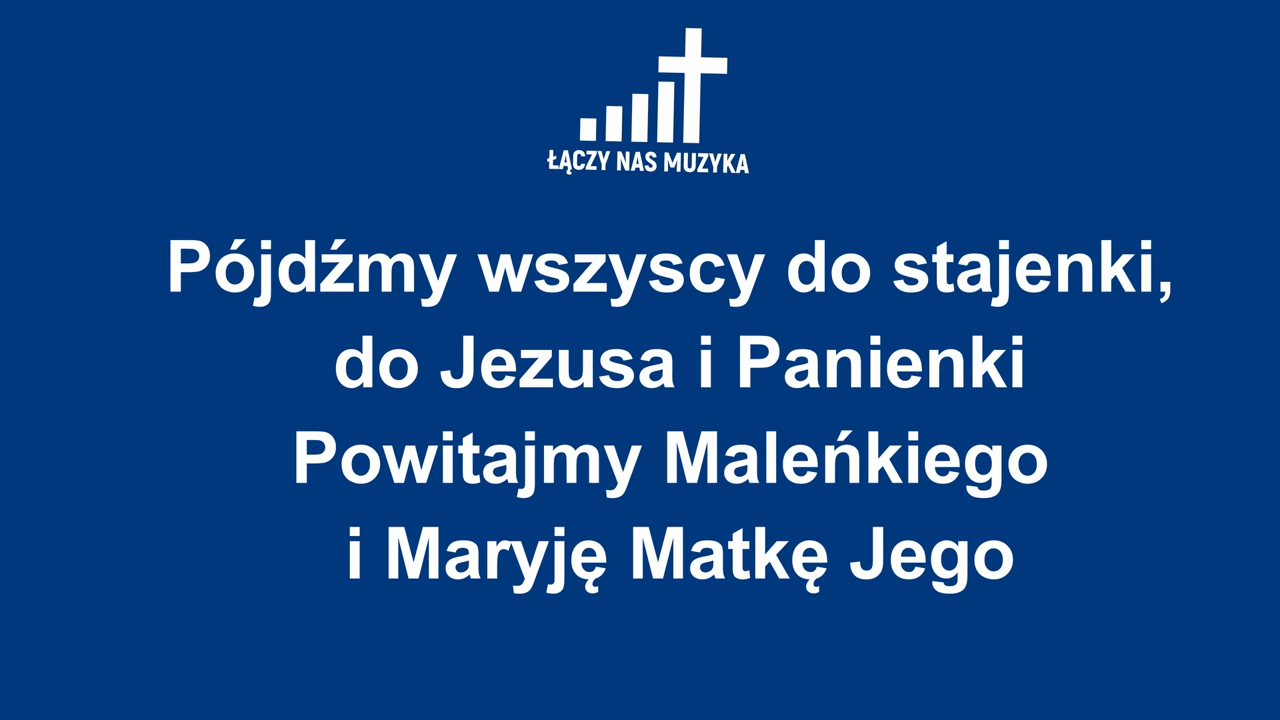 ŁĄCZY NAS MUZYKA
Pójdźmy wszyscy do stajenki,
do Jezusa i Panienki
Powitajmy Maleńkiego
i Maryję Matkę Jego